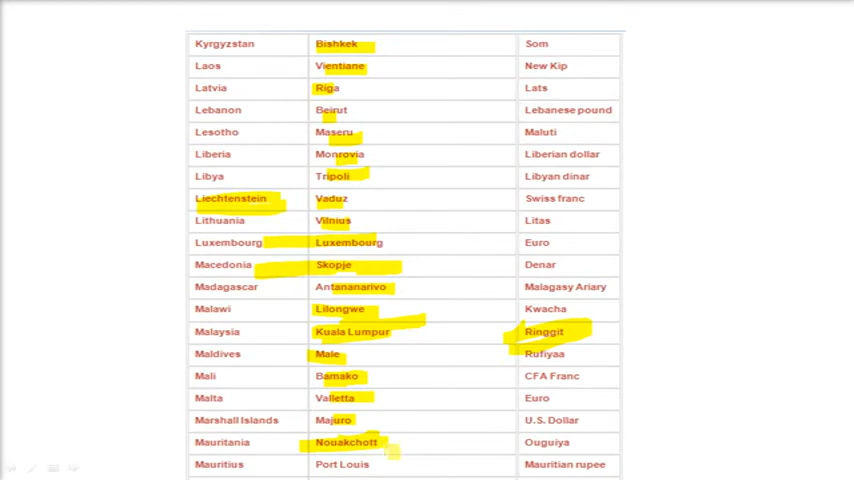 Kyrgyzstan Bishkek Som
Laos Vientiane New Kip
Latvia Riga Lats
Lebanon Beirut Lebanese pound
Lesotho Maseru Maluti
Liberia Monrovia Liberian dollar
Libya Tripoli Libyan dinar
Liechtenstein Vaduz Swiss franc
Lithuania Vilnius Litas
Luxembourg Luxembourg Euro
Macedonia Skopje Denar
Madagascar Antananarivo Malagasy Ariary
Malawi Lilongwe Kwacha
Malaysia Kuala Lumpur Ringgit
Maldives Male Rufiyaa
Mali Bamako CFA Franc
Malta Valletta Euro
Marshall Islands Majuro U.S. Dollar
Mauritania Nouakchott Ouguiya
Mauritius Port Louis Mauritian rupee